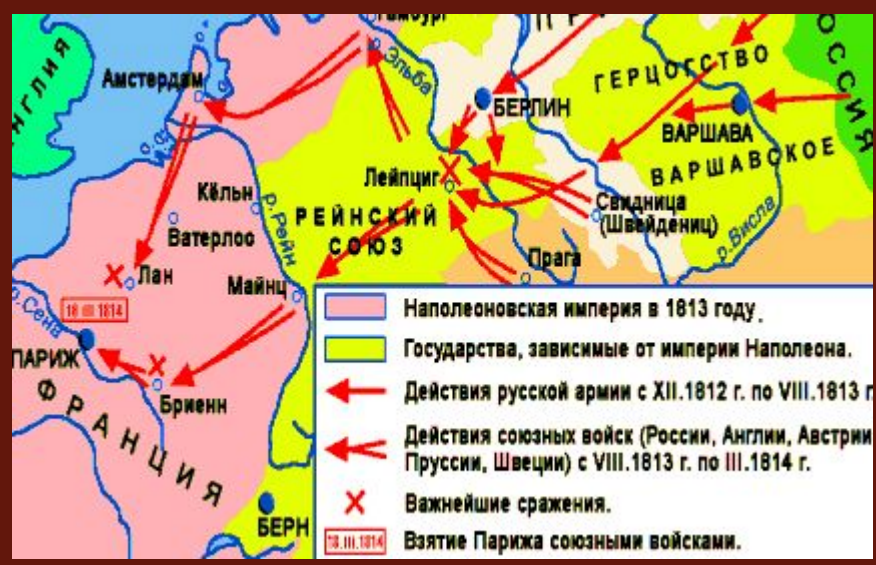 Гамбург
П Р
РОССИЯ
АНГЛИЯ
Амстердам
Эльба
БЕРЛИН
ГЕРЦОГСТВО
ВАРШАВА
ВАРШАВСКОЕ
Лейпциг
Кёльн
р. Рейн
РЕЙНСКИЙ
СОЮЗ
Свидница
(Швейдениц)
р. Висла
Ватерлоо
Прага
Лан
Майнц
р. Сена
18 III 1814
ПАРИЖ
Бриенн
ФРАНЦИЯ
БЕРН
Наполеоновская империя в 1813 году.
Государства, зависимые от империи Наполеона.
Действия русской армии с XII.1812 г. по VIII.1813 г
Действия союзных войск (России, Англии, Австрии
Пруссии, Швеции) с VIII.1813 г. по III.1814 г.
Важнейшие сражения.
18.III.1814 Взятие Парижа союзными войсками.